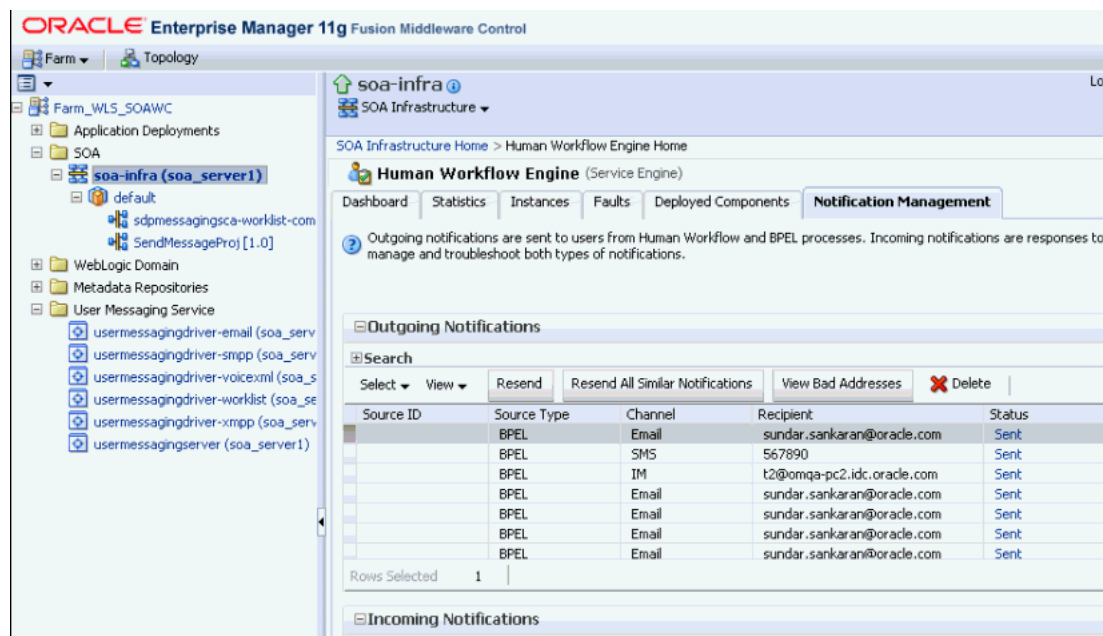 ORACLE Enterprise Manager 11g Fusion Middleware Control
Farm Topology
Farm_WLS_SOAWC
Application Deployments
SOA
soa-infra (soa_server1)
default
sdpmessagingsca-worklist-com
SendMessageProj [1.0]
WebLogic Domain
Metadata Repositories
User Messaging Service
usermessagingdriver-email (soa_serv
usermessagingdriver-smpp (soa_serv
usermessagingdriver-voicexml (soa_s
usermessagingdriver-worklist (soa_se
usermessagingdriver-xmpp (soa_serv
usermessagingserver (soa_server1)
soa-infra Lo
SOA Infrastructure
SOA Infrastructure Home > Human Workflow Engine Home
Human Workflow Engine (Service Engine)
Dashboard Statistics Instances Faults Deployed Components Notification Management
Outgoing notifications are sent to users from Human Workflow and BPEL processes. Incoming notifications are responses to
manage and troubleshoot both types of notifications.
Outgoing Notifications
Search
Select View Resend Resend All Similar Notifications View Bad Addresses Delete
Source ID Source Type Channel Recipient Status
BPEL Email sundar.sankaran@oracle.com Sent
BPEL SMS 567890 Sent
BPEL IM t2@omqa-pc2.idc.oracle.com Sent
BPEL Email sundar.sankaran@oracle.com Sent
BPEL Email sundar.sankaran@oracle.com Sent
BPEL Email sundar.sankaran@oracle.com Sent
BPEL Email sundar.sankaran@oracle.com Sent
Rows Selected 1
Incoming Notifications